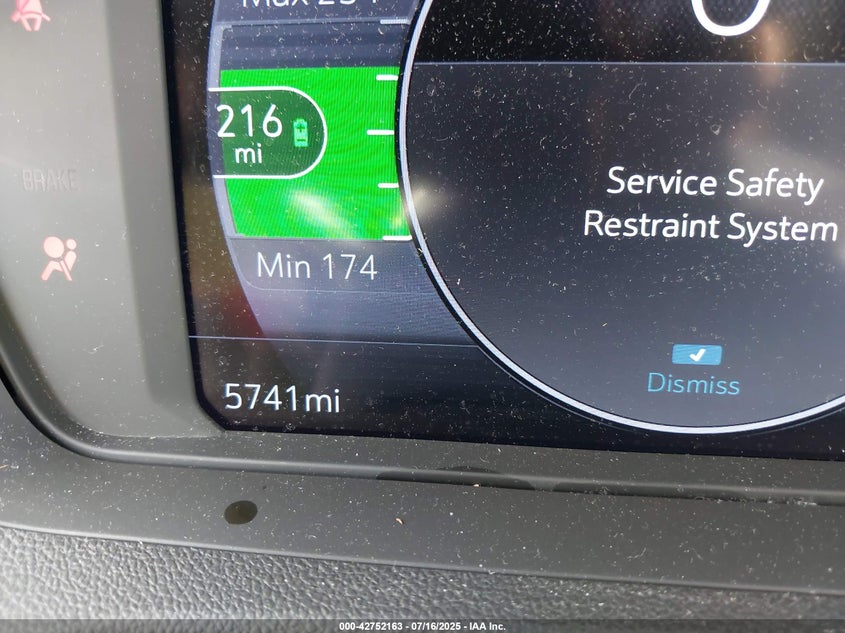 216
mi
Service Safety
Restraint System
BRAKE
Min 174
Dismiss
5741mi
000-42752163 - 07/16/2025 - IAA Inc.